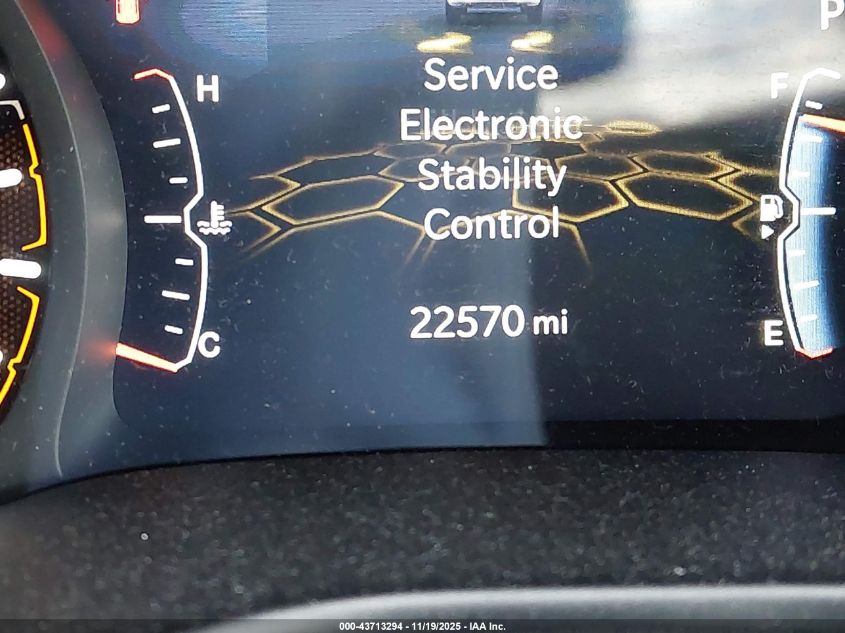 P
H
F
Service
Electronic
Stability
Control
22570 mi
C
E
000-43713294 - 11/19/2025 - IAA Inc.